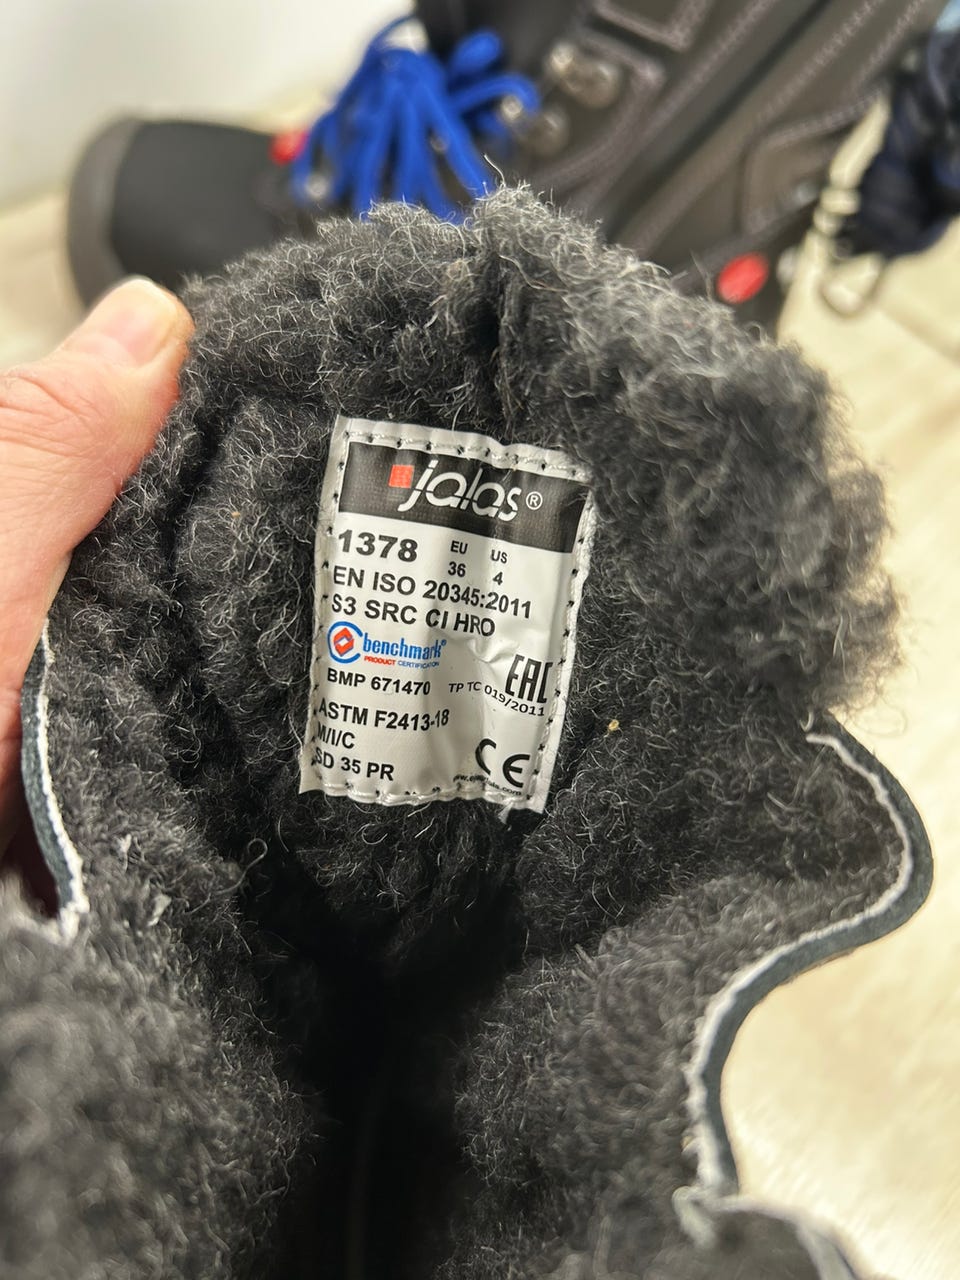 jalas®
1378 EU 36 US 4
EN ISO 20345:2011
S3 SRC CI HRO
benchmark®
PRODUCT CERTIFICATION
BMP 671470
EAC
TP TC 019/2011
ASTM F2413-18
M/I/C
SD 35 PR
CE